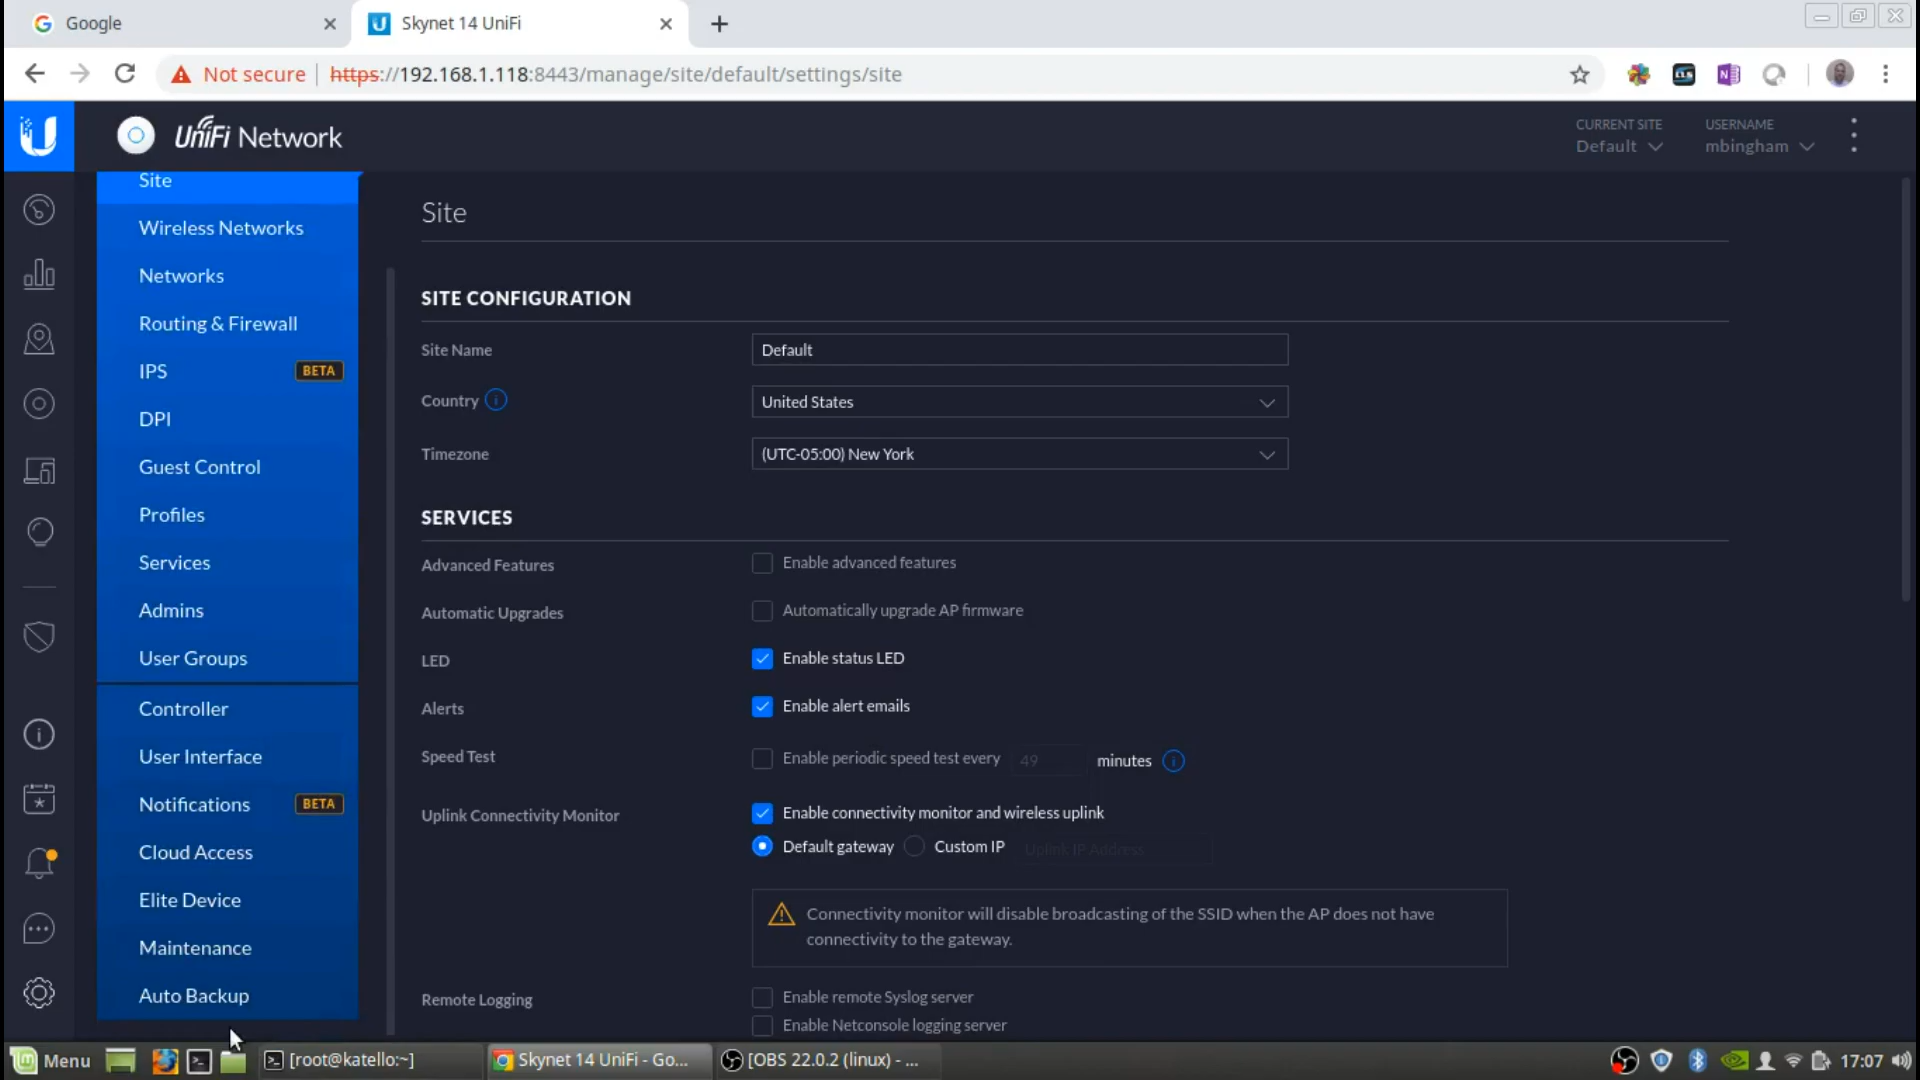 Google
Skynet 14 UniFi
Not secure
https://192.168.1.118:8443/manage/site/default/settings/site
UniFi Network
CURRENT SITE
Default
USERNAME
mbingham
Site
Wireless Networks
Networks
Routing & Firewall
IPS BETA
DPI
Guest Control
Profiles
Services
Admins
User Groups
Controller
User Interface
Notifications BETA
Cloud Access
Elite Device
Maintenance
Auto Backup
Site
SITE CONFIGURATION
Site Name Default
Country United States
Timezone (UTC-05:00) New York
SERVICES
Advanced Features Enable advanced features
Automatic Upgrades Automatically upgrade AP firmware
LED Enable status LED
Alerts Enable alert emails
Speed Test Enable periodic speed test every 49 minutes
Uplink Connectivity Monitor Enable connectivity monitor and wireless uplink
Default gateway Custom IP Uplink IP Address
Connectivity monitor will disable broadcasting of the SSID when the AP does not have
connectivity to the gateway.
Remote Logging Enable remote Syslog server
Enable Netconsole logging server
Menu [root@katello:~] Skynet 14 UniFi - Go... [OBS 22.0.2 (linux) - ... 17:07